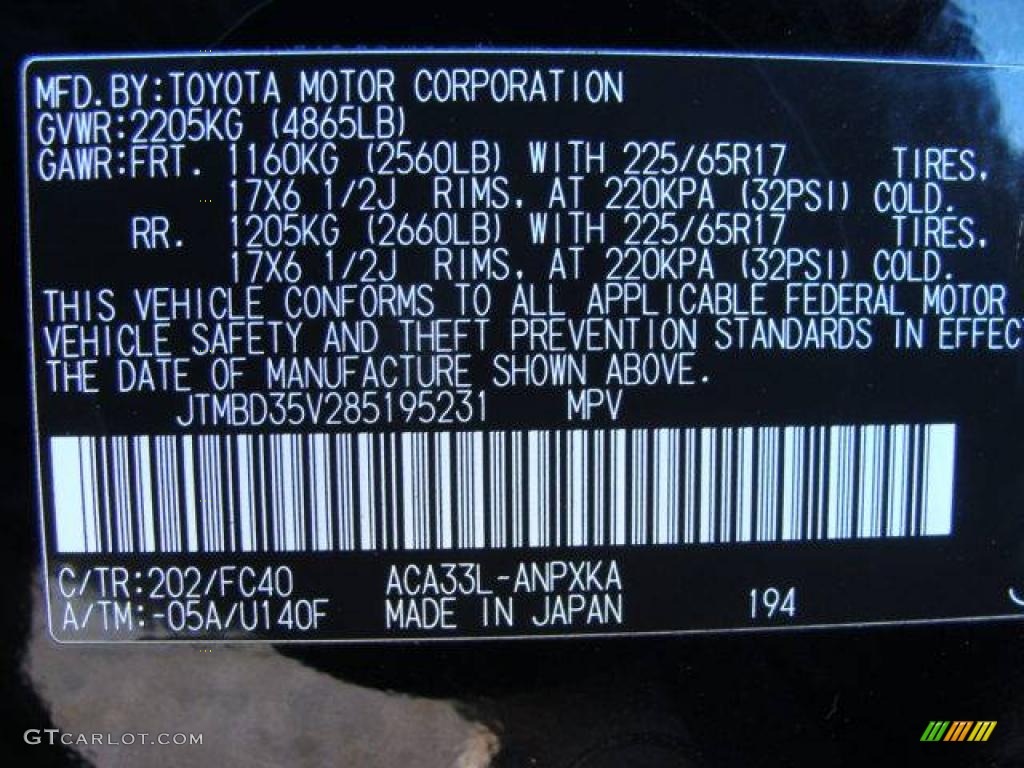 MFD.BY:TOYOTA MOTOR CORPORATION
GVWR:2205KG (4865LB)
GAWR:FRT. 1160KG (2560LB) WITH 225/65R17 TIRES,
17X6 1/2J RIMS, AT 220KPA (32PSI) COLD.
RR. 1205KG (2660LB) WITH 225/65R17 TIRES,
17X6 1/2J RIMS, AT 220KPA (32PSI) COLD.
THIS VEHICLE CONFORMS TO ALL APPLICABLE FEDERAL MOTOR
VEHICLE SAFETY AND THEFT PREVENTION STANDARDS IN EFFECT
THE DATE OF MANUFACTURE SHOWN ABOVE.
JTMBD35V285195231 MPV
C/TR:202/FC40 ACA33L-ANPXKA
A/TM:-05A/U140F MADE IN JAPAN 194
GTCARLOT.COM